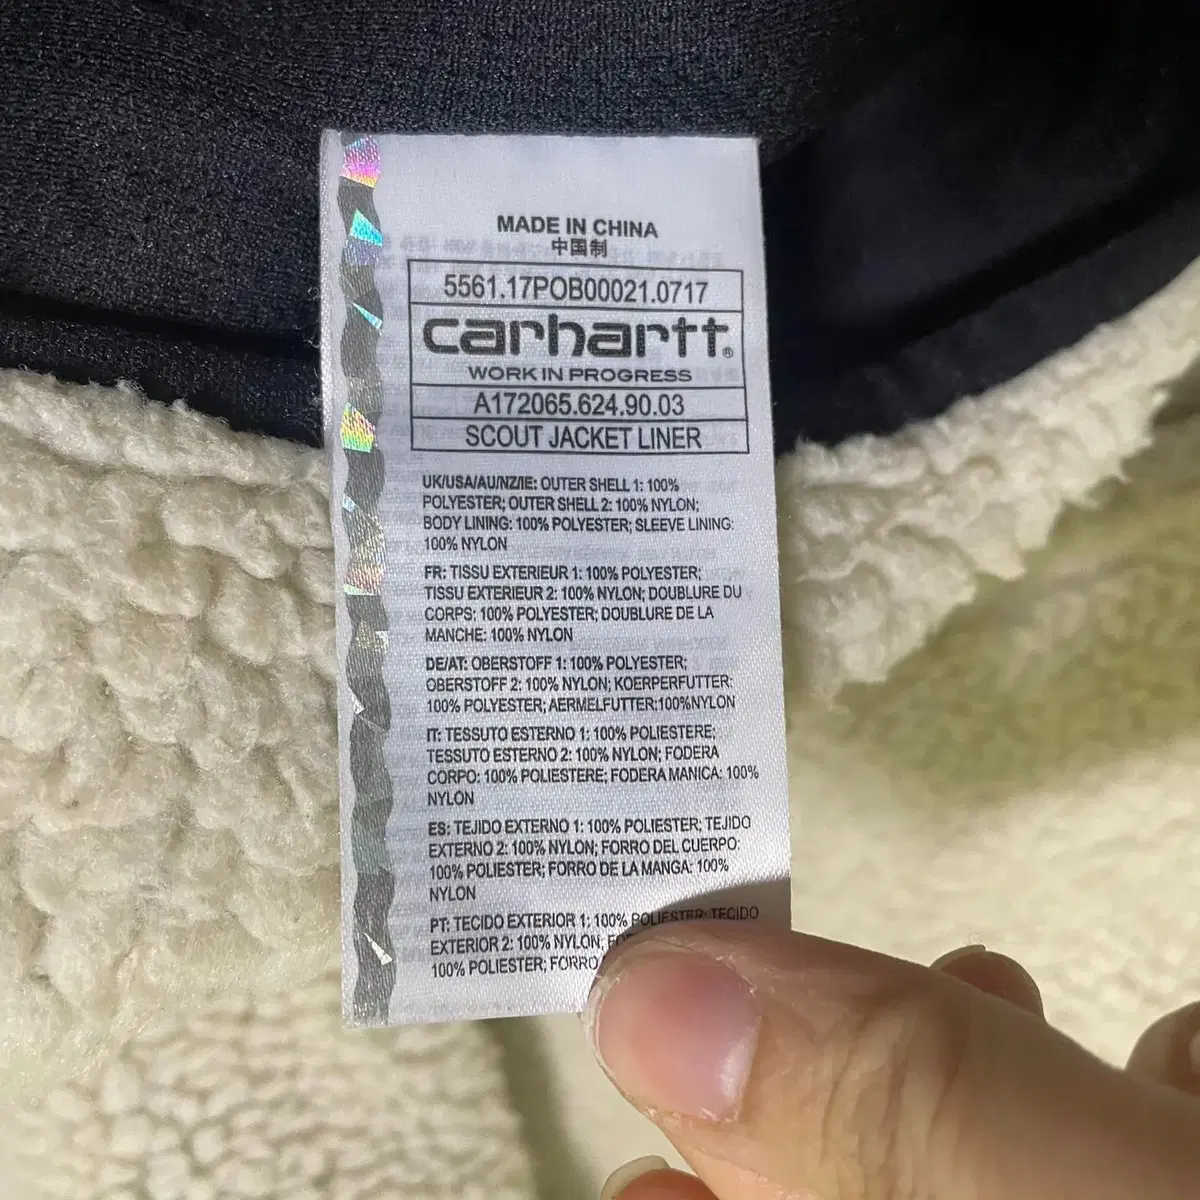 MADE IN CHINA
中国制
5561.17POB00021.0717
carhartt®
WORK IN PROGRESS
A172065.624.90.03
SCOUT JACKET LINER
UK/USA/AU/NZ/IE: OUTER SHELL 1: 100%
POLYESTER; OUTER SHELL 2: 100% NYLON;
BODY LINING: 100% POLYESTER; SLEEVE LINING:
100% NYLON
FR: TISSU EXTERIEUR 1: 100% POLYESTER;
TISSU EXTERIEUR 2: 100% NYLON; DOUBLURE DU
CORPS: 100% POLYESTER; DOUBLURE DE LA
MANCHE: 100% NYLON
DE/AT: OBERSTOFF 1: 100% POLYESTER;
OBERSTOFF 2: 100% NYLON; KOERPERFUTTER:
100% POLYESTER; AERMELFUTTER:100%NYLON
IT: TESSUTO ESTERNO 1: 100% POLIESTERE;
TESSUTO ESTERNO 2: 100% NYLON; FODERA
CORPO: 100% POLIESTERE; FODERA MANICA: 100%
NYLON
ES: TEJIDO EXTERNO 1: 100% POLIESTER; TEJIDO
EXTERNO 2: 100% NYLON; FORRO DEL CUERPO:
100% POLIESTER; FORRO DE LA MANGA: 100%
NYLON
PT: TECIDO EXTERIOR 1: 100% POLIESTER; TECIDO
EXTERIOR 2: 100% NYLON;
100% POLIESTER; FORRO